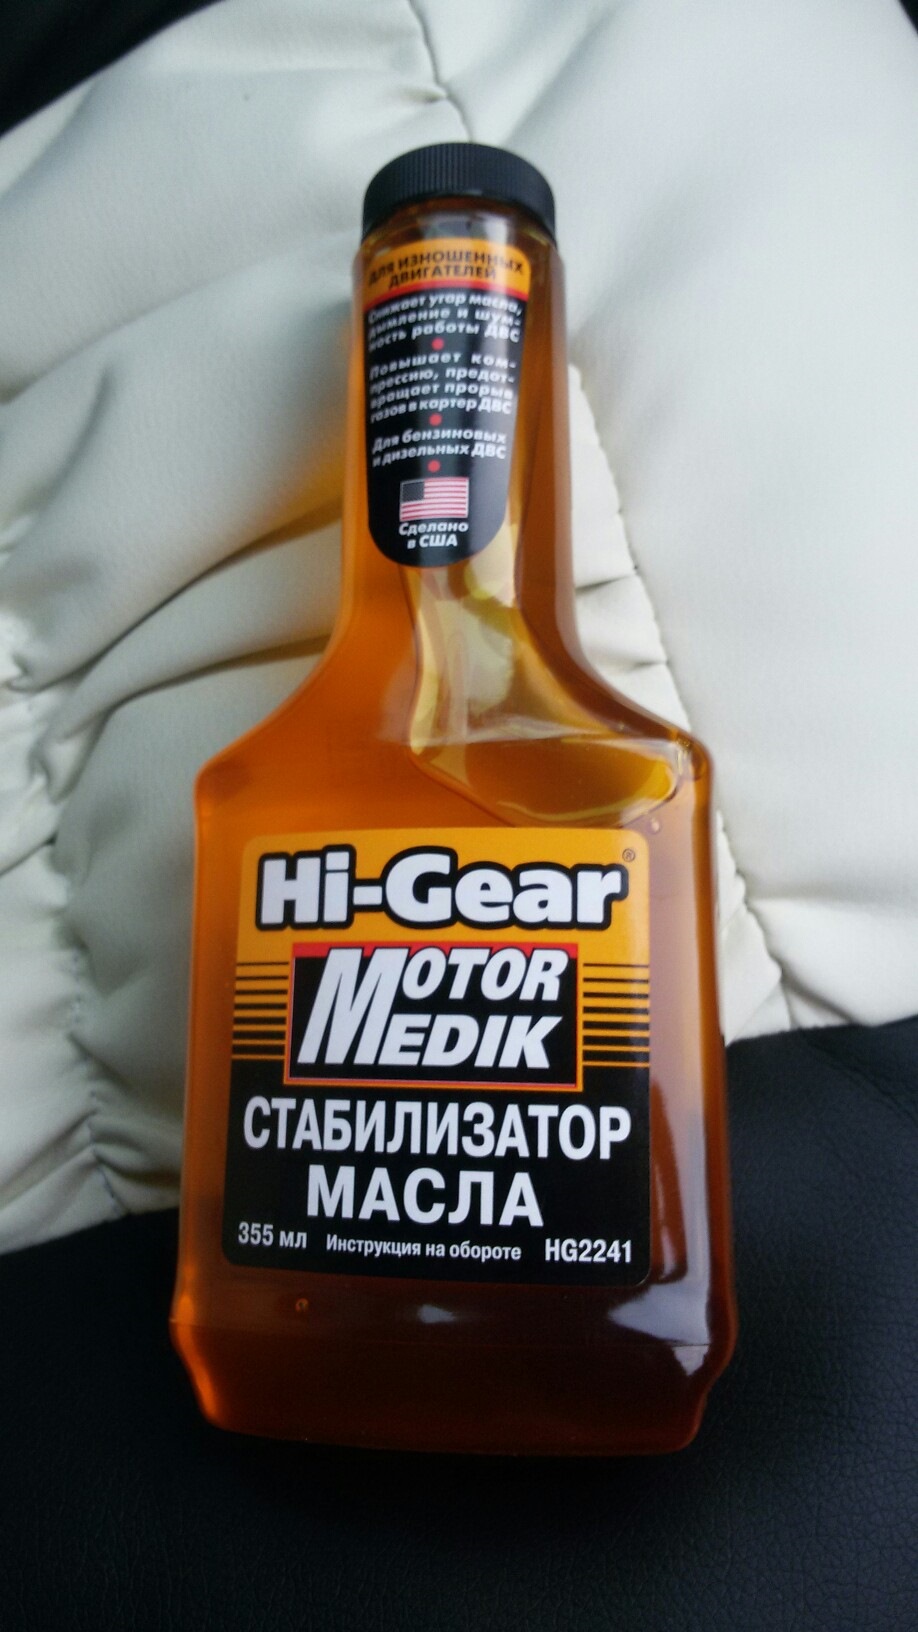 ДЛЯ ИЗНОШЕННЫХ
ДВИГАТЕЛЕЙ
Снижает угар масла,
дымление и шум-
ность работы ДВС
Повышает ком-
прессию, предот-
вращает прорыв
газов в картер ДВС
Для бензиновых
и дизельных ДВС
Сделано
в США
Hi-Gear®
MOTOR
MEDIK
СТАБИЛИЗАТОР
МАСЛА
355 мл Инструкция на обороте HG2241